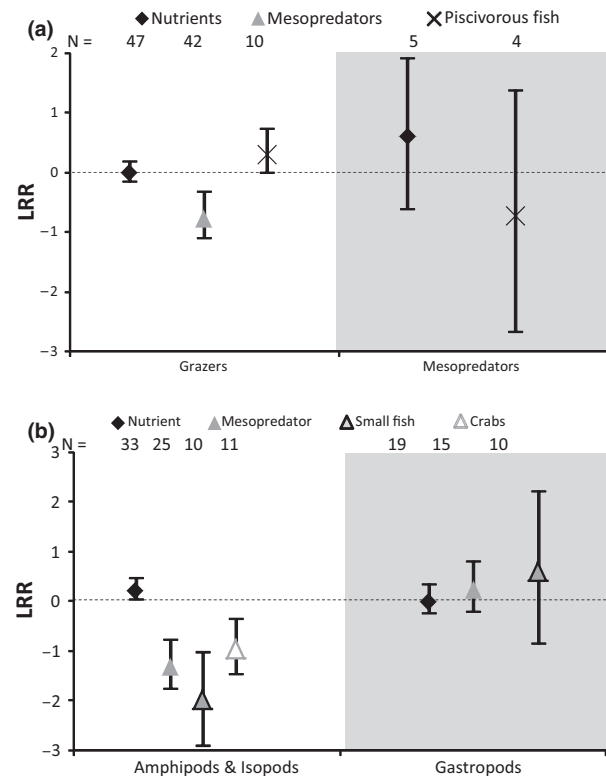 (a)
Nutrients Mesopredators Piscivorous fish
N = 47 42 10 5 4
2
1
0
−1
−2
−3
LRR
Grazers Mesopredators
(b)
Nutrient Mesopredator Small fish Crabs
N = 33 25 10 11 19 15 10
3
2
1
0
−1
−2
−3
LRR
Amphipods & Isopods Gastropods